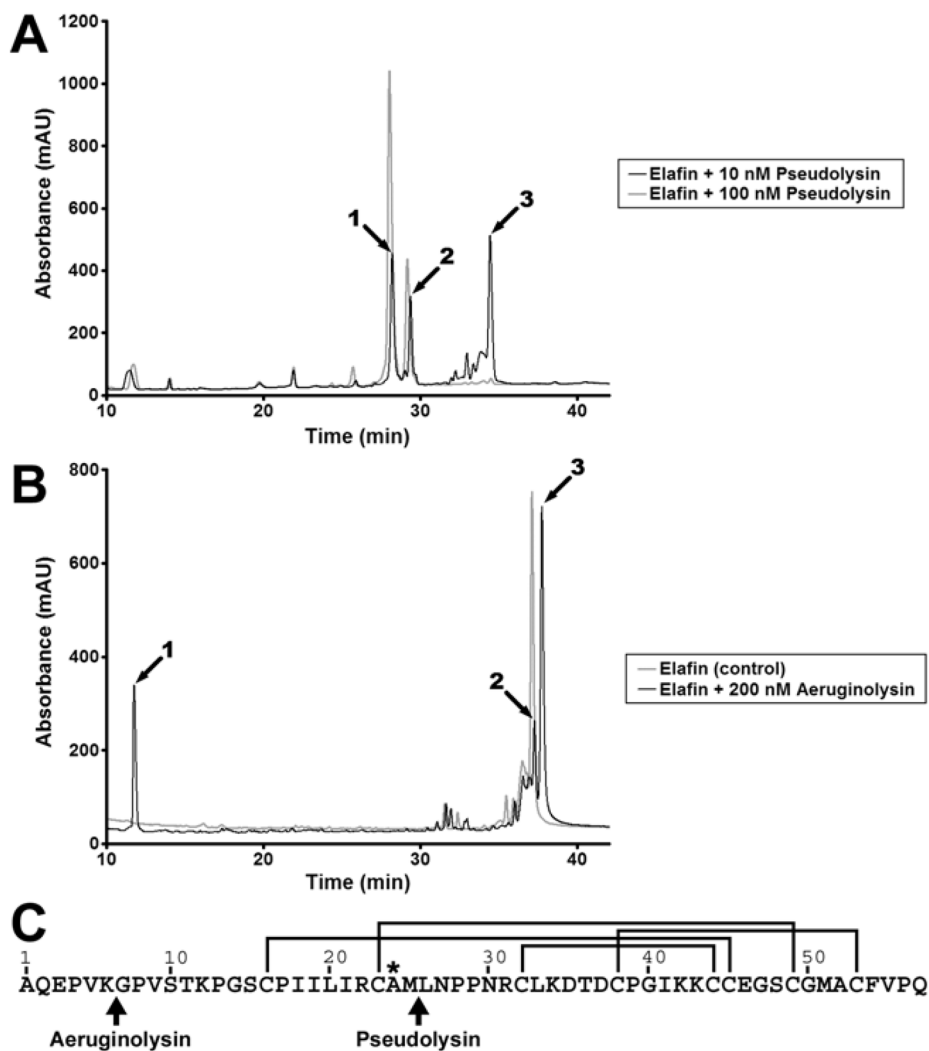 A
1200
1000
800
600
400
200
0
Absorbance (mAU)
1
2
3
10 20 30 40
Time (min)
Elafin + 10 nM Pseudolysin
Elafin + 100 nM Pseudolysin
B
800
600
400
200
0
Absorbance (mAU)
1
2
3
10 20 30 40
Time (min)
Elafin (control)
Elafin + 200 nM Aeruginolysin
C
1 10 20 30 40 50
*
AQEPVKGPVSTKPGSCPIILIRCAMLNPPNRCLKDTDCPGIKKCCEGSCGMACFVPQ
Aeruginolysin Pseudolysin